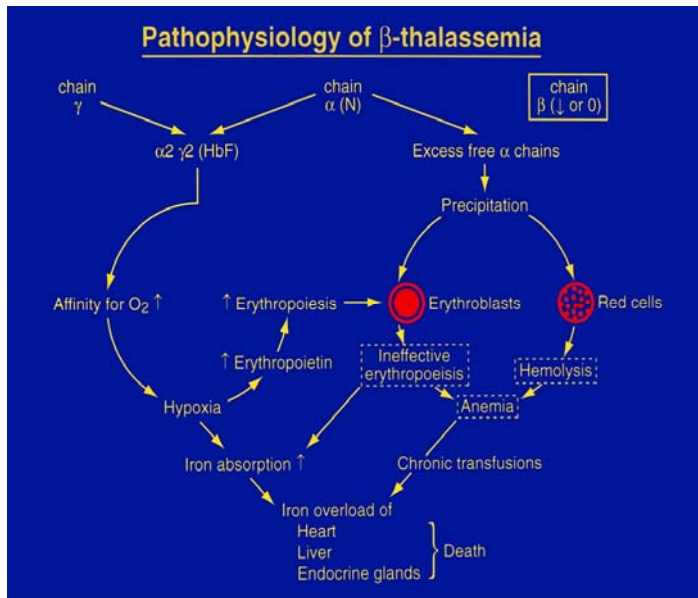 Pathophysiology of β-thalassemia
chain
γ
chain
α (N)
chain
β (↓ or 0)
α2 γ2 (HbF)
Excess free α chains
Precipitation
Affinity for O2 ↑
↑ Erythropoiesis
Erythroblasts
Red cells
↑ Erythropoietin
Ineffective
erythropoeisis
Hemolysis
Hypoxia
Anemia
Iron absorption ↑
Chronic transfusions
Iron overload of
Heart
Liver
Endocrine glands
Death